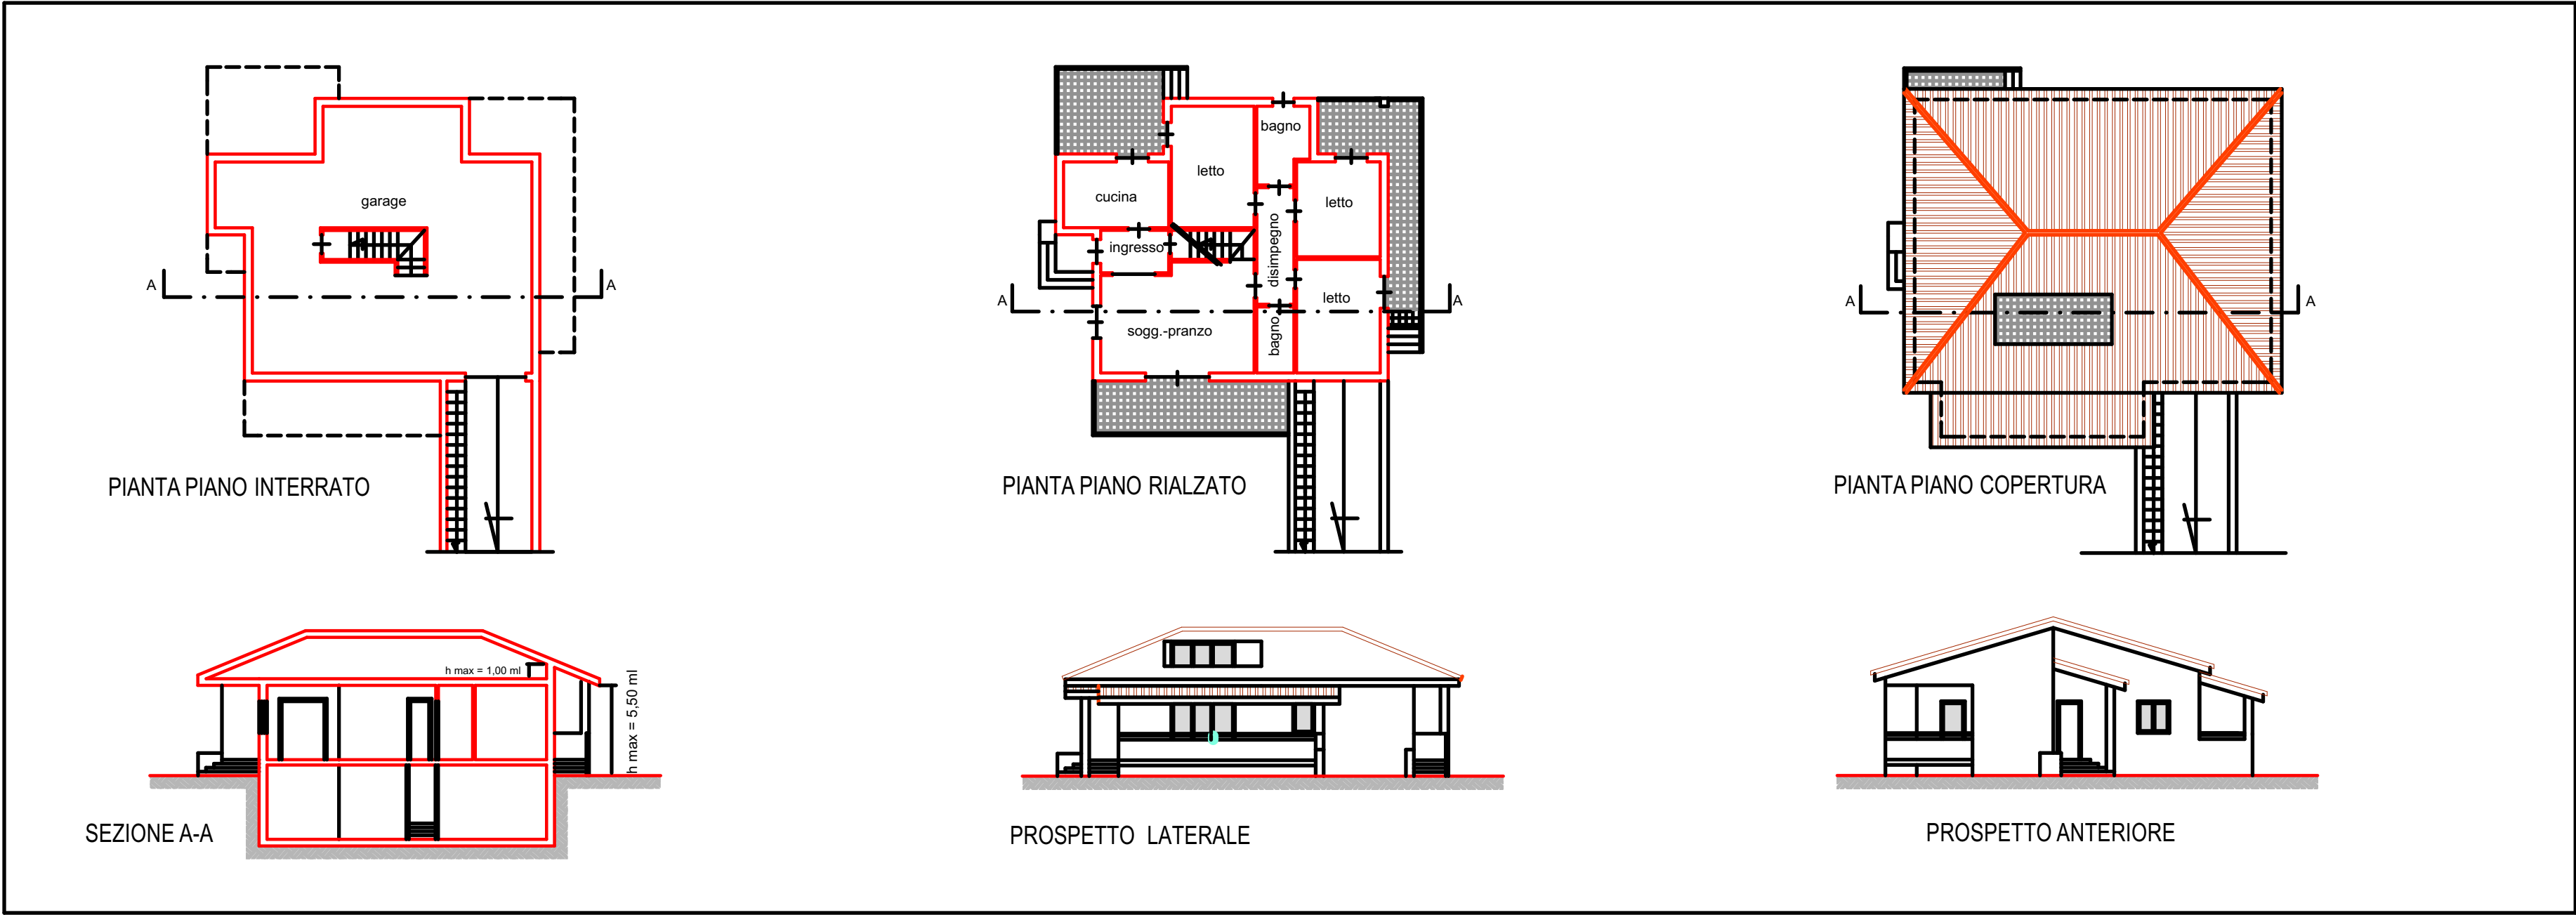 garage
A A
PIANTA PIANO INTERRATO
bagno
letto
cucina
letto
ingresso
disimpegno
letto
A A
sogg.-pranzo
bagno
PIANTA PIANO RIALZATO
A A
PIANTA PIANO COPERTURA
h max = 1,00 ml
h max = 5,50 ml
SEZIONE A-A
PROSPETTO LATERALE
PROSPETTO ANTERIORE